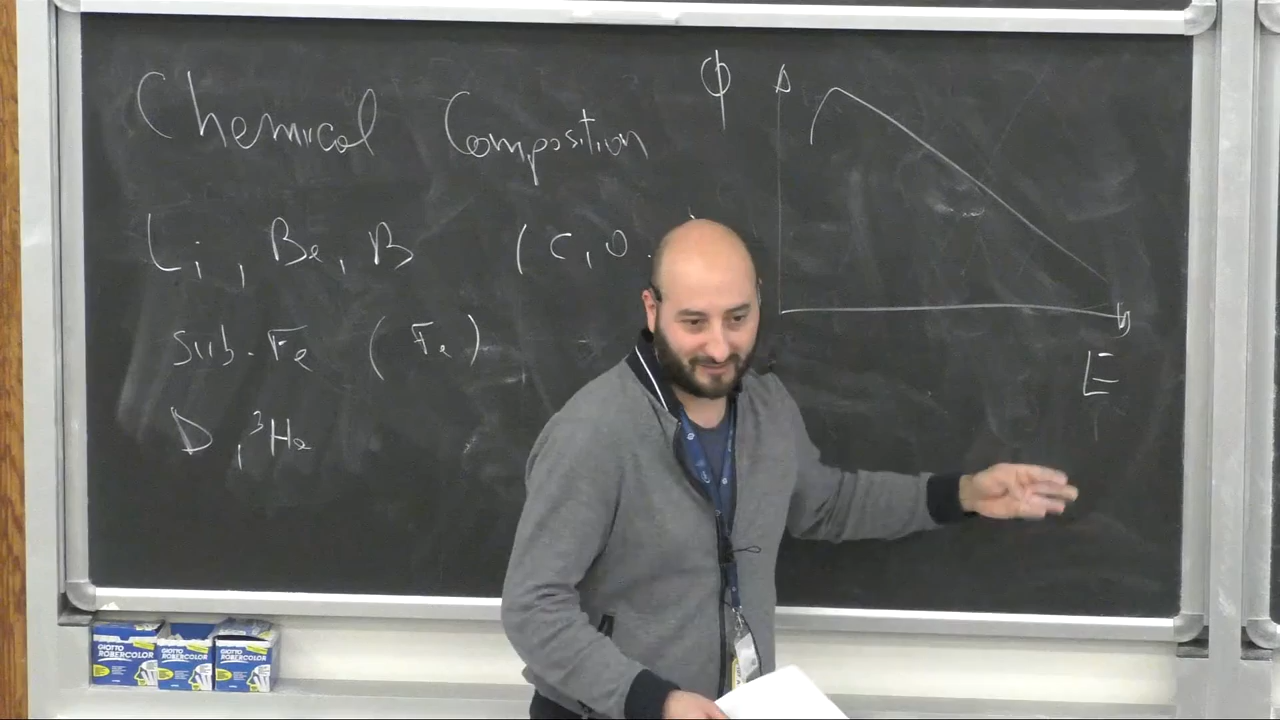 Chemical Composition
Li, Be, B (C, O
Sub-Fe (Fe)
D, ³He
Φ
E
GIOTTO ROBERCOLOR
GIOTTO ROBERCOLOR
GIOTTO ROBERCOLOR